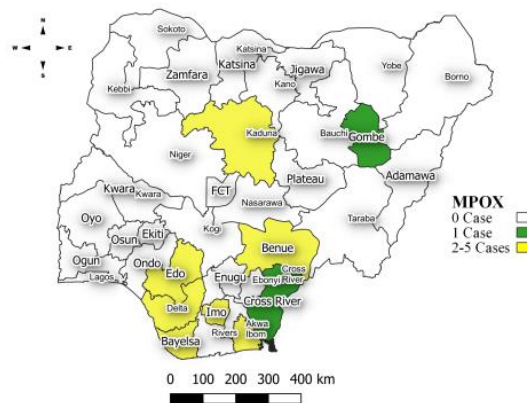 N
W E
S
Sokoto
Katsina
Katsina
Zamfara
Jigawa
Kano
Yobe
Borno
Kebbi
Kaduna
Bauchi
Gombe
Niger
Adamawa
Plateau
FCT
Kwara
Kwara
Nasarawa
Taraba
Oyo
Kogi
Ekiti
Osun
Benue
Ogun
Ondo
Edo
Lagos
Enugu
Cross
Ebonyi
River
Cross River
Delta
Imo
Akwa
Ibom
Rivers
Bayelsa
MPOX
0 Case
1 Case
2-5 Cases
0 100 200 300 400 km